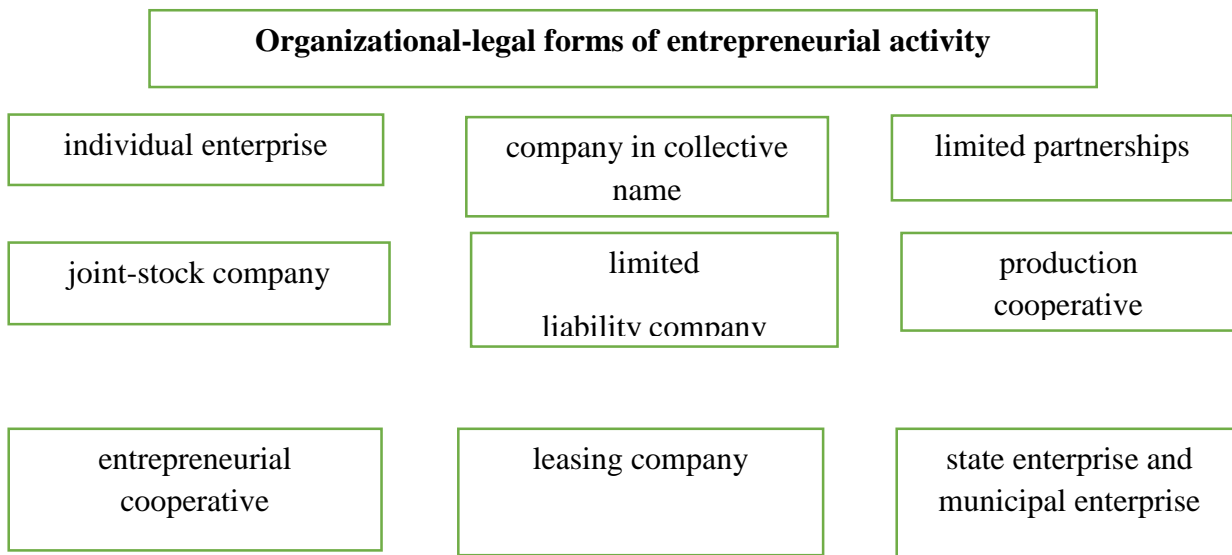 Organizational-legal forms of entrepreneurial activity
individual enterprise
company in collective
name
limited partnerships
joint-stock company
limited
liability company
production
cooperative
entrepreneurial
cooperative
leasing company
state enterprise and
municipal enterprise